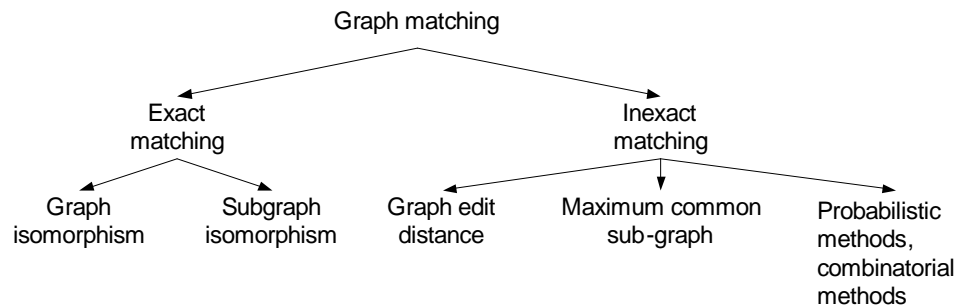 Graph matching
Exact
matching
Inexact
matching
Graph
isomorphism
Subgraph
isomorphism
Graph edit
distance
Maximum common
sub-graph
Probabilistic
methods,
combinatorial
methods